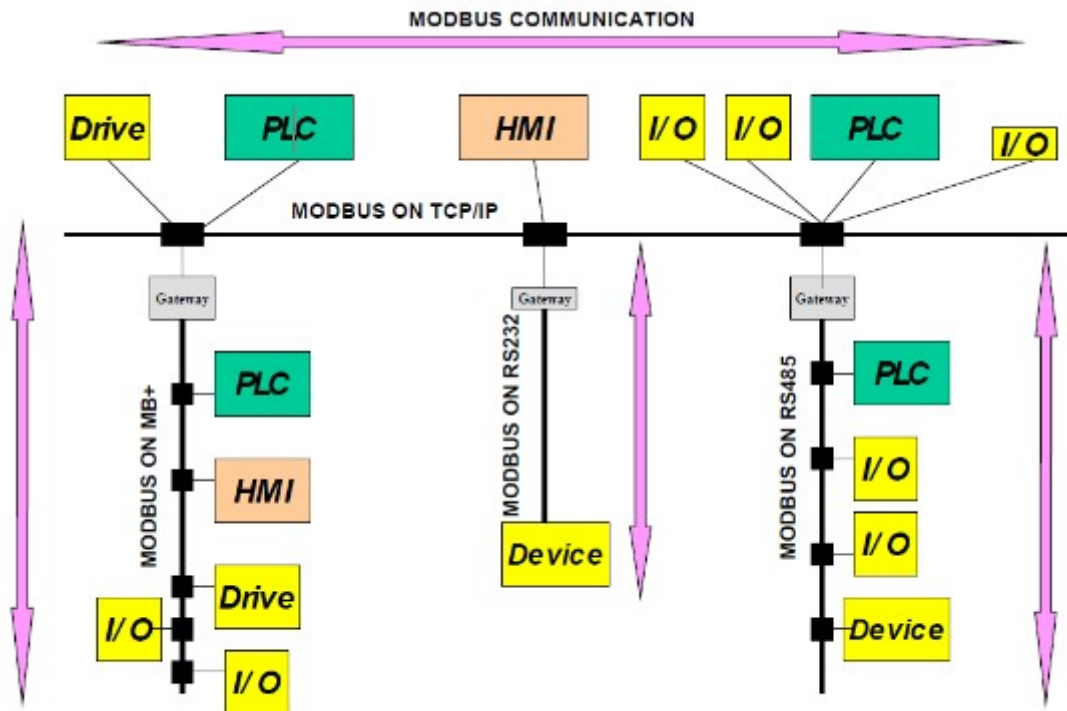 MODBUS COMMUNICATION
Drive
PLC
HMI
I/O
I/O
PLC
I/O
MODBUS ON TCP/IP
Gateway
Gateway
Gateway
MODBUS ON MB+
PLC
HMI
Drive
I/O
I/O
MODBUS ON RS232
Device
MODBUS ON RS485
PLC
I/O
I/O
Device